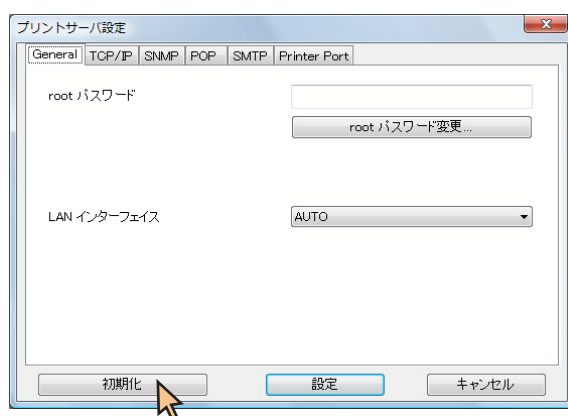 プリントサーバ設定
General TCP/IP SNMP POP SMTP Printer Port
root パスワード
root パスワード変更...
LAN インターフェイス AUTO
初期化 設定 キャンセル